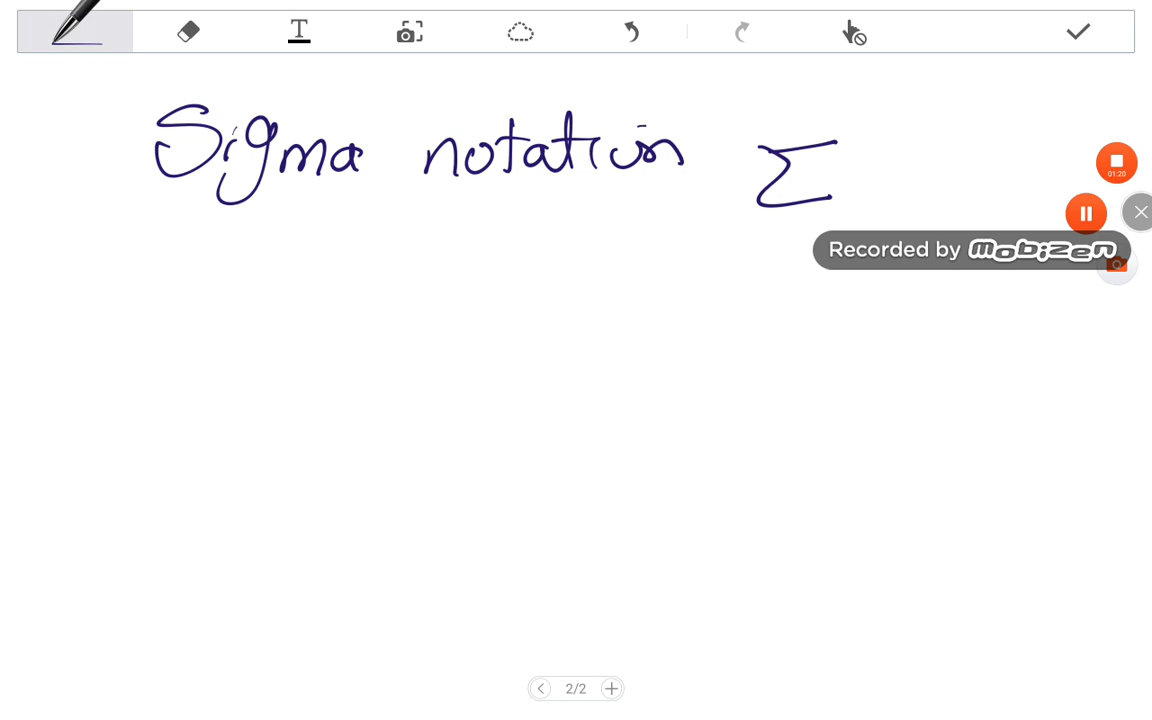 T
Sigma notation Σ
01:20
Recorded by mobizen
2/2